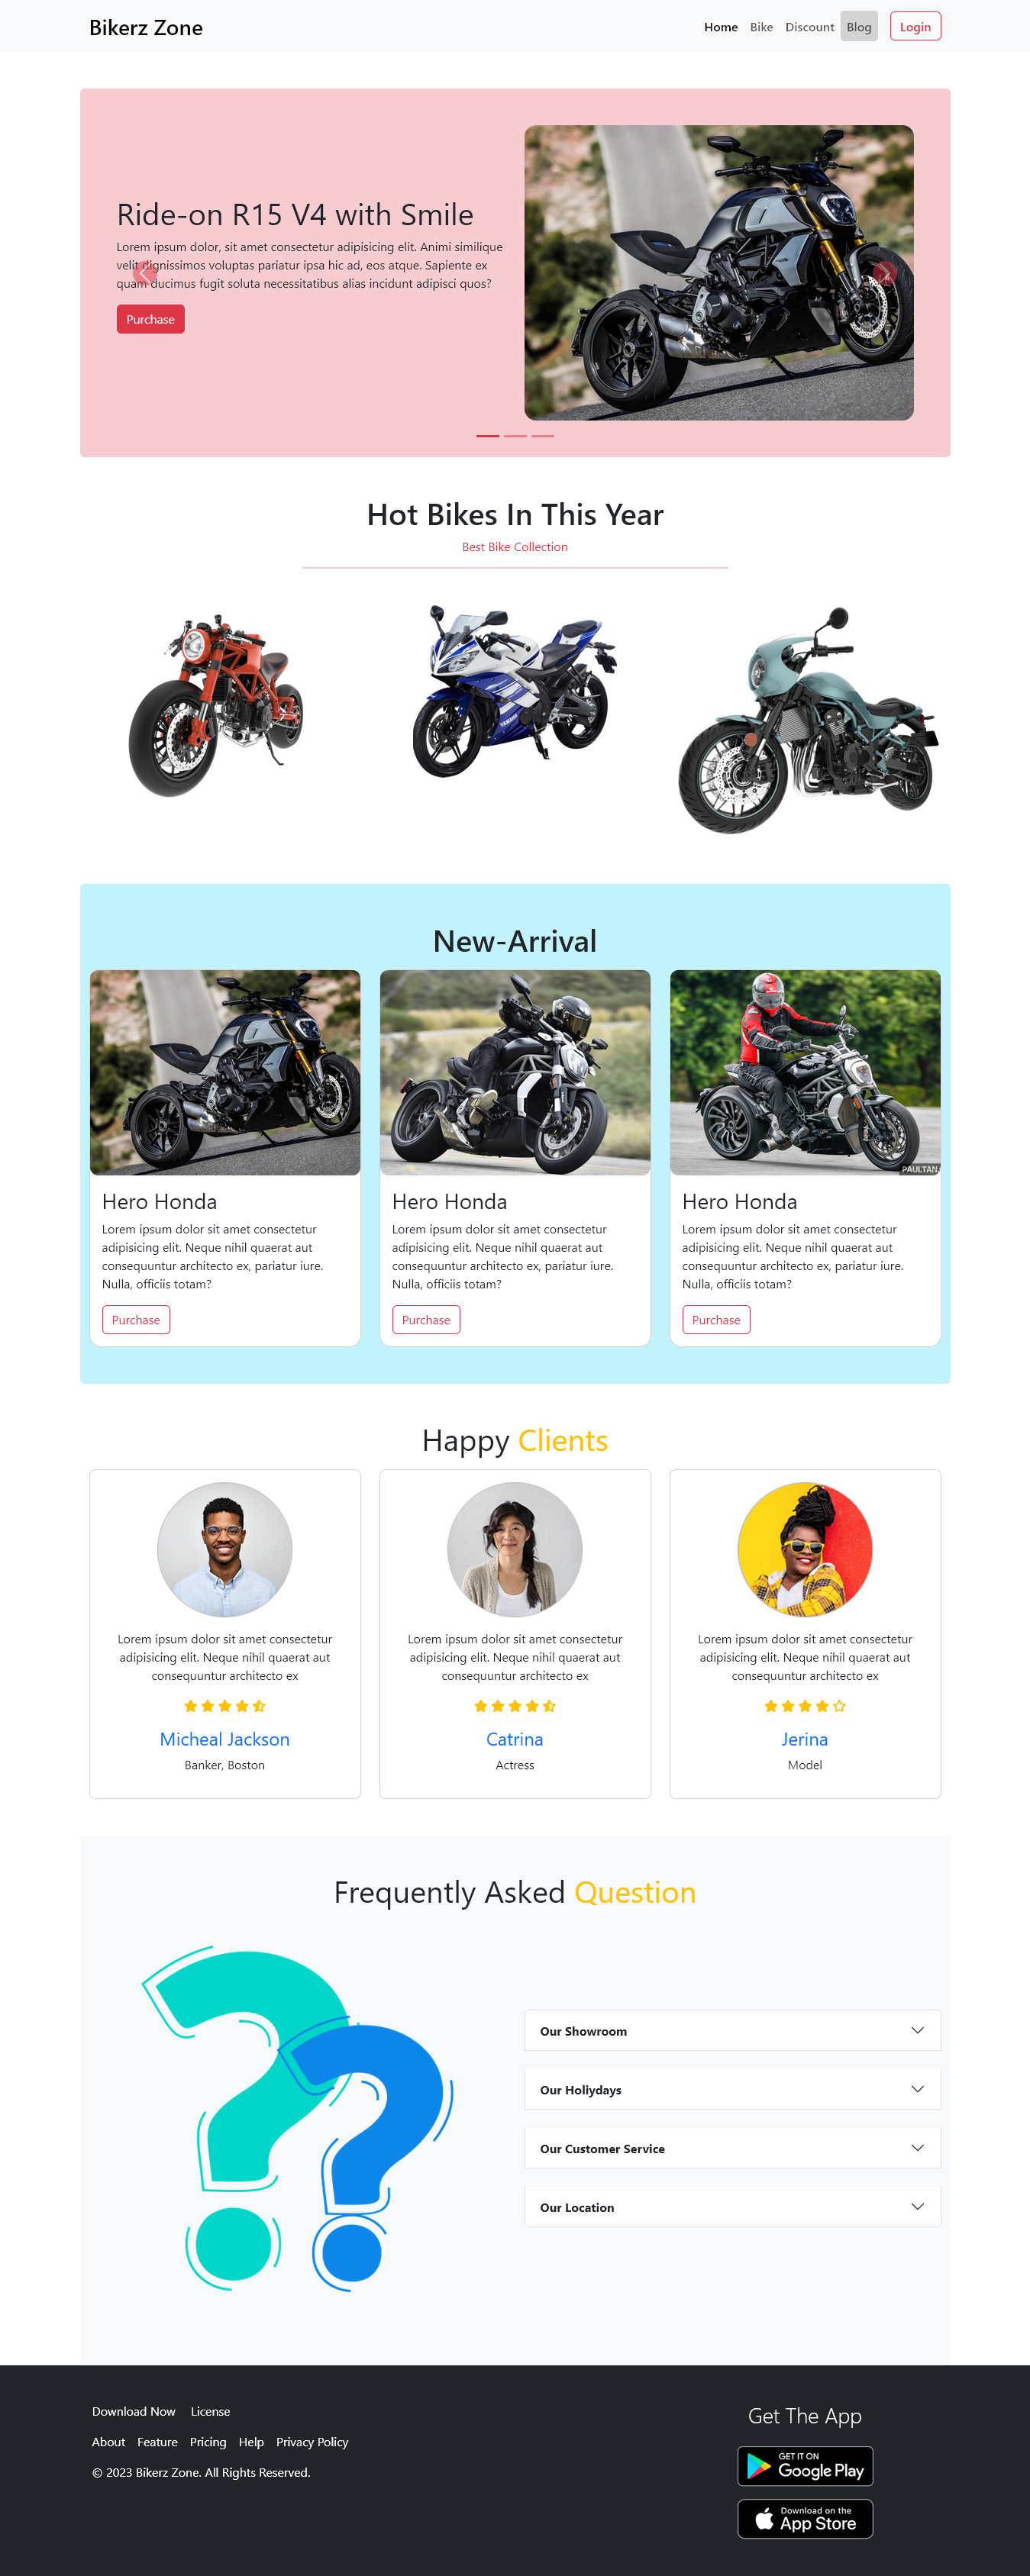 Bikerz Zone
Home Bike Discount Blog Login
Ride-on R15 V4 with Smile
Lorem ipsum dolor, sit amet consectetur adipisicing elit. Animi similique
velit dignissimos voluptas pariatur ipsa hic ad, eos atque. Sapiente ex
quam ducimus fugit soluta necessitatibus alias incidunt adipisci quos?
Purchase
Hot Bikes In This Year
Best Bike Collection
YAMAHA
New-Arrival
PAULTAN
Hero Honda
Lorem ipsum dolor sit amet consectetur
adipisicing elit. Neque nihil quaerat aut
consequuntur architecto ex, pariatur iure.
Nulla, officiis totam?
Purchase
Hero Honda
Lorem ipsum dolor sit amet consectetur
adipisicing elit. Neque nihil quaerat aut
consequuntur architecto ex, pariatur iure.
Nulla, officiis totam?
Purchase
Hero Honda
Lorem ipsum dolor sit amet consectetur
adipisicing elit. Neque nihil quaerat aut
consequuntur architecto ex, pariatur iure.
Nulla, officiis totam?
Purchase
Happy Clients
Lorem ipsum dolor sit amet consectetur
adipisicing elit. Neque nihil quaerat aut
consequuntur architecto ex
Micheal Jackson
Banker, Boston
Lorem ipsum dolor sit amet consectetur
adipisicing elit. Neque nihil quaerat aut
consequuntur architecto ex
Catrina
Actress
Lorem ipsum dolor sit amet consectetur
adipisicing elit. Neque nihil quaerat aut
consequuntur architecto ex
Jerina
Model
Frequently Asked Question
Our Showroom
Our Holiydays
Our Customer Service
Our Location
Download Now License
About Feature Pricing Help Privacy Policy
© 2023 Bikerz Zone. All Rights Reserved.
Get The App
GET IT ON
Google Play
Download on the
App Store